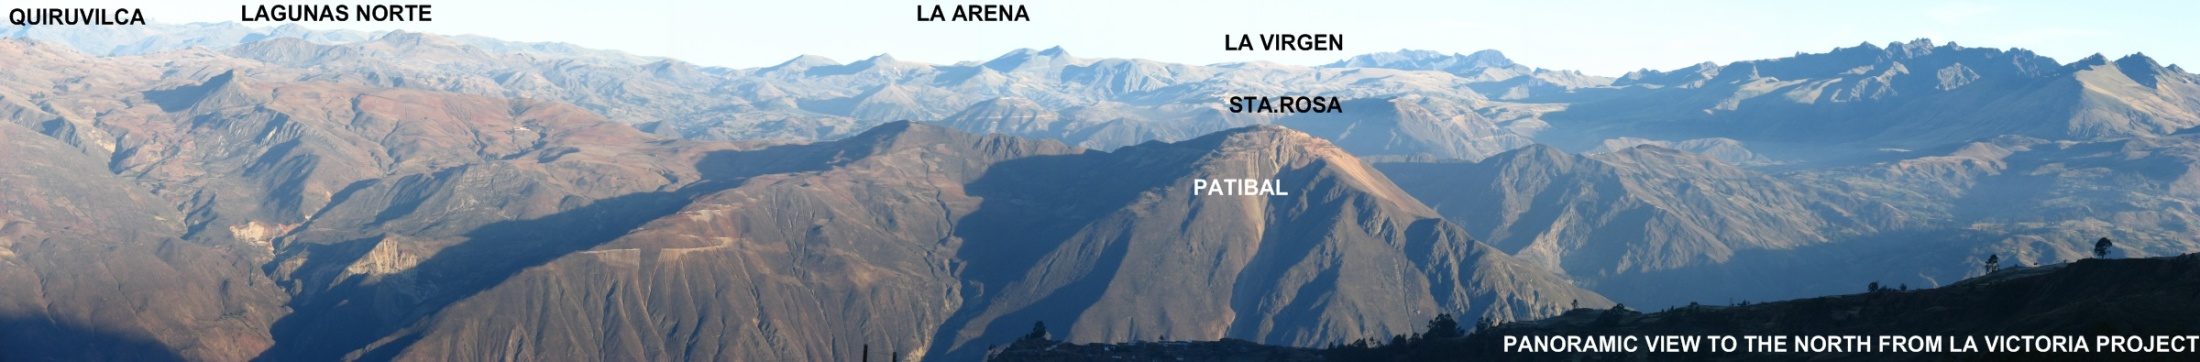 QUIRUVILCA
LAGUNAS NORTE
LA ARENA
LA VIRGEN
STA.ROSA
PATIBAL
PANORAMIC VIEW TO THE NORTH FROM LA VICTORIA PROJECT